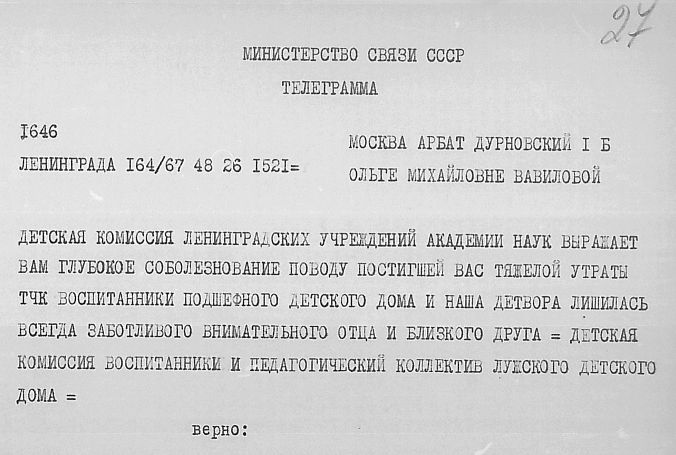 27
МИНИСТЕРСТВО СВЯЗИ СССР
ТЕЛЕГРАММА
I646
МОСКВА АРБАТ ДУРНОВСКИЙ I Б
ЛЕНИНГРАДА I64/67 48 26 I52I=
ОЛЬГЕ МИХАЙЛОВНЕ ВАВИЛОВОЙ
ДЕТСКАЯ КОМИССИЯ ЛЕНИНГРАДСКИХ УЧРЕЖДЕНИЙ АКАДЕМИИ НАУК ВЫРАЖАЕТ
ВАМ ГЛУБОКОЕ СОБОЛЕЗНОВАНИЕ ПОВОДУ ПОСТИГШЕЙ ВАС ТЯЖЕЛОЙ УТРАТЫ
ТЧК ВОСПИТАННИКИ ПОДШЕФНОГО ДЕТСКОГО ДОМА И НАША ДЕТВОРА ЛИШИЛАСЬ
ВСЕГДА ЗАБОТЛИВОГО ВНИМАТЕЛЬНОГО ОТЦА И БЛИЗКОГО ДРУГА = ДЕТСКАЯ
КОМИССИЯ ВОСПИТАННИКИ И ПЕДАГОГИЧЕСКИЙ КОЛЛЕКТИВ ЛУЖСКОГО ДЕТСКОГО
ДОМА =
верно: